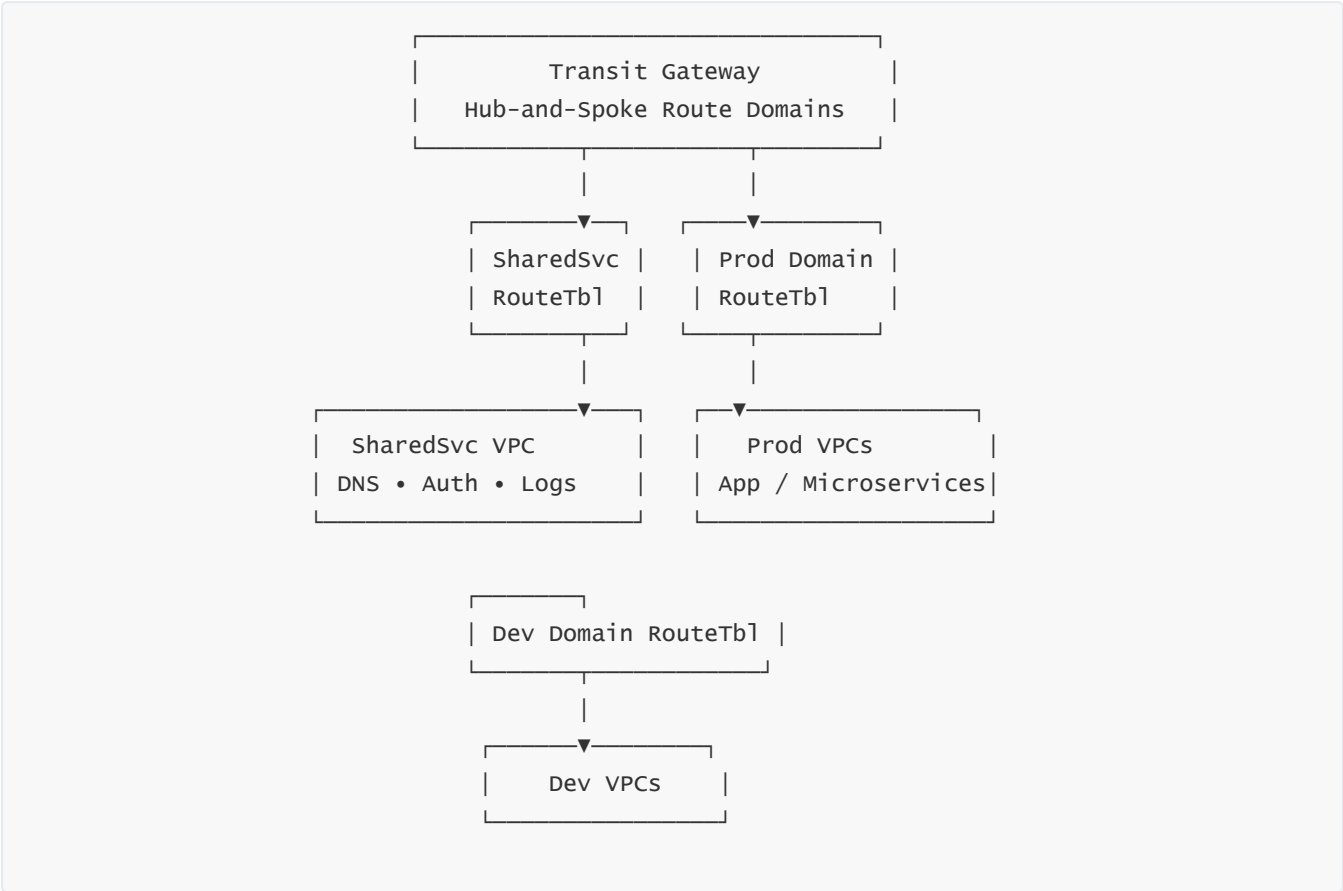 Transit Gateway
Hub-and-Spoke Route Domains
SharedSvc
RouteTbl
Prod Domain
RouteTbl
SharedSvc VPC
DNS • Auth • Logs
Prod VPCs
App / Microservices
Dev Domain RouteTbl
Dev VPCs